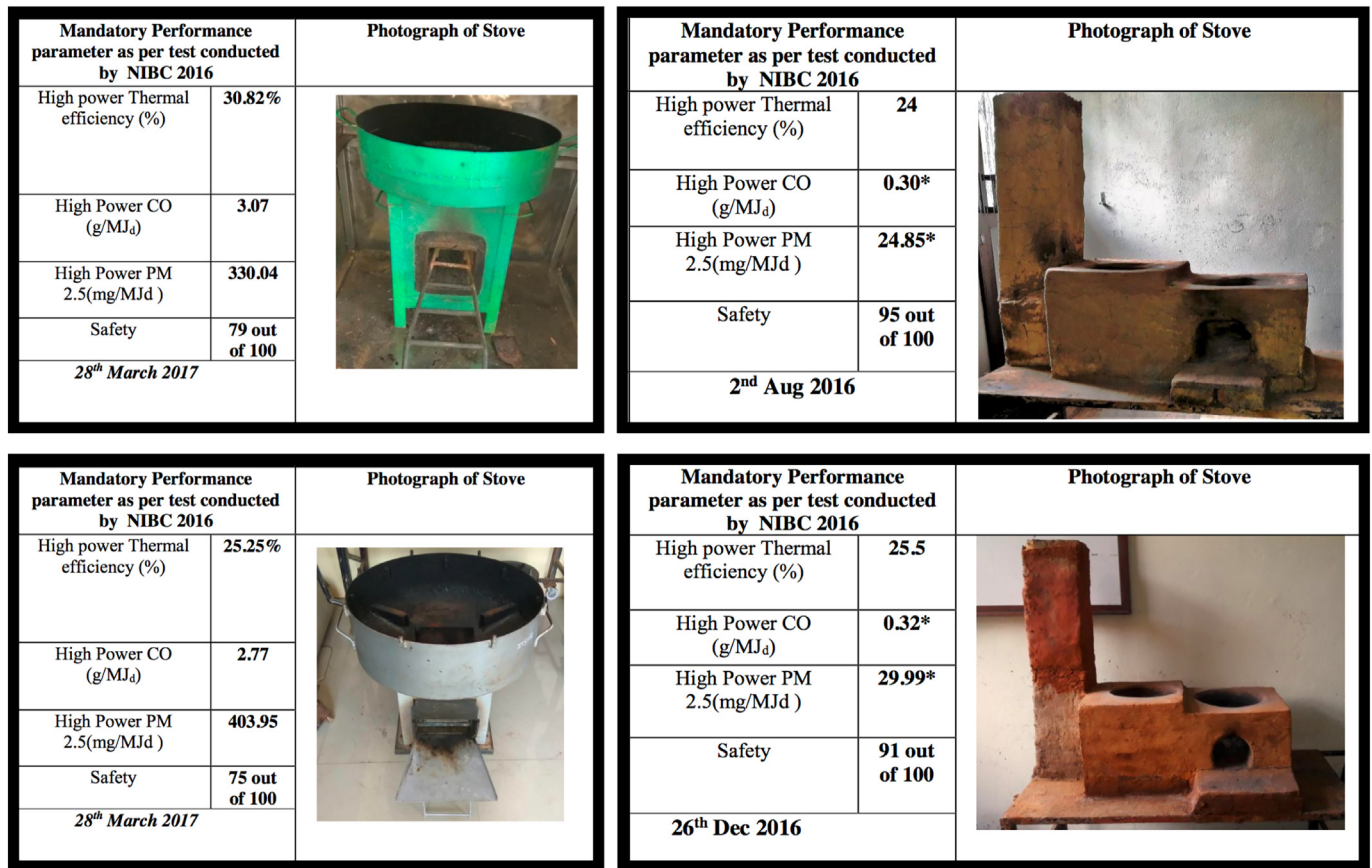 Mandatory Performance
parameter as per test conducted
by NIBC 2016
Photograph of Stove
High power Thermal
efficiency (%)
30.82%
High Power CO
(g/MJd)
3.07
High Power PM
2.5(mg/MJd )
330.04
Safety
79 out
of 100
28th March 2017
Mandatory Performance
parameter as per test conducted
by NIBC 2016
Photograph of Stove
High power Thermal
efficiency (%)
24
High Power CO
(g/MJd)
0.30*
High Power PM
2.5(mg/MJd )
24.85*
Safety
95 out
of 100
2nd Aug 2016
Mandatory Performance
parameter as per test conducted
by NIBC 2016
Photograph of Stove
High power Thermal
efficiency (%)
25.25%
High Power CO
(g/MJd)
2.77
High Power PM
2.5(mg/MJd )
403.95
Safety
75 out
of 100
28th March 2017
Mandatory Performance
parameter as per test conducted
by NIBC 2016
Photograph of Stove
High power Thermal
efficiency (%)
25.5
High Power CO
(g/MJd)
0.32*
High Power PM
2.5(mg/MJd )
29.99*
Safety
91 out
of 100
26th Dec 2016